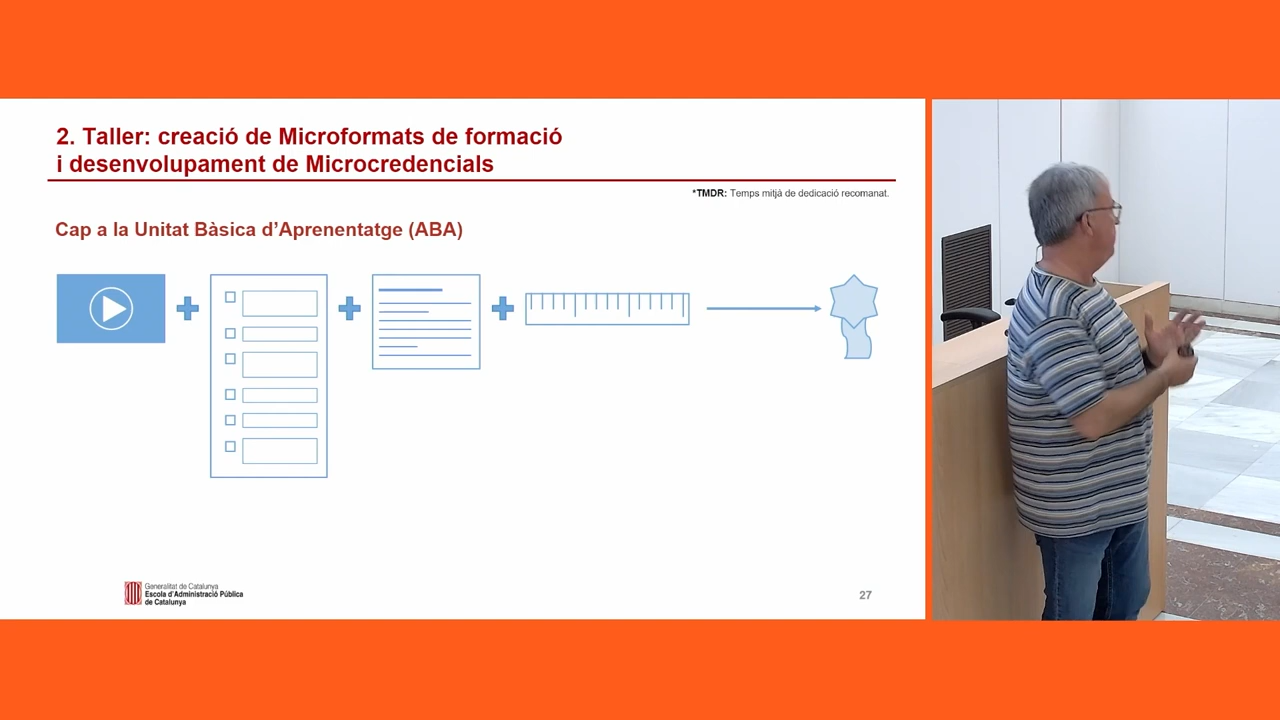 2. Taller: creació de Microformats de formació
i desenvolupament de Microcredencials
*TMDR: Temps mitjà de dedicació recomanat.
Cap a la Unitat Bàsica d'Aprenentatge (ABA)
Generalitat de Catalunya
Escola d'Administració Pública
de Catalunya
27